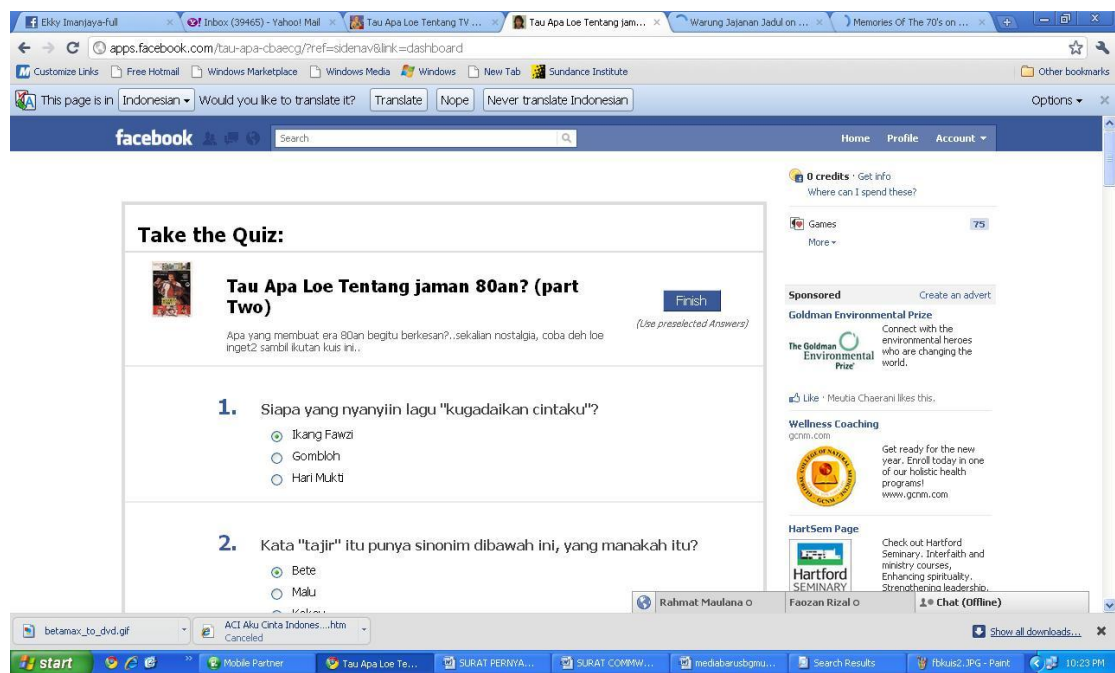 Ekky Imanjaya-full
Inbox (39465) - Yahoo! Mail
Tau Apa Loe Tentang TV ...
Tau Apa Loe Tentang jam...
Warung Jajanan Jadul on ...
Memories Of The 70's on ...
apps.facebook.com/tau-apa-cbaecg/?ref=sidenav&link=dashboard
Customize Links
Free Hotmail
Windows Marketplace
Windows Media
Windows
New Tab
Sundance Institute
Other bookmarks
This page is in Indonesian Would you like to translate it? Translate Nope Never translate Indonesian Options
facebook Search Home Profile Account
0 credits · Get info
Where can I spend these?
Games 75
More
Take the Quiz:
Tau Apa Loe Tentang jaman 80an? (part
Two)
Finish
(Use preselected Answers)
Apa yang membuat era 80an begitu berkesan?..sekalian nostalgia, coba deh loe
inget2 sambil ikutan kuis ini..
1. Siapa yang nyanyiin lagu "kugadaikan cintaku"?
Ikang Fawzi
Gombloh
Hari Mukti
2. Kata "tajir" itu punya sinonim dibawah ini, yang manakah itu?
Bete
Malu
Sponsored Create an advert
Goldman Environmental Prize
The Goldman
Environmental
Prize
Connect with the
environmental heroes
who are changing the
world.
Like · Meutia Chaerani likes this.
Wellness Coaching
gcnm.com
Get ready for the new
year. Enroll today in one
of our holistic health
programs!
www.gcnm.com
HartSem Page
Hartford
SEMINARY
Check out Hartford
Seminary. Interfaith and
ministry courses,
Enhancing spirituality.
Strengthening leadership.
Rahmat Maulana
Faozan Rizal
Chat (Offline)
betamax_to_dvd.gif
ACI Aku Cinta Indones....htm
Canceled
Show all downloads...
start
Mobile Partner
Tau Apa Loe Te...
SURAT PERNYA...
SURAT COMMW...
mediabarusbgmu...
Search Results
fbkuis2.JPG - Paint
10:23 PM